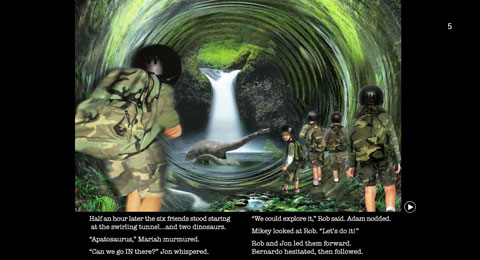 5
Half an hour later the six friends stood staring
at the swirling tunnel...and two dinosaurs.
“Apatosaurus,” Mariah murmured.
“Can we go IN there?” Jon whispered.
“We could explore it,” Rob said. Adam nodded.
Mikey looked at Rob. “Let’s do it!”
Rob and Jon led them forward.
Bernardo hesitated, then followed.